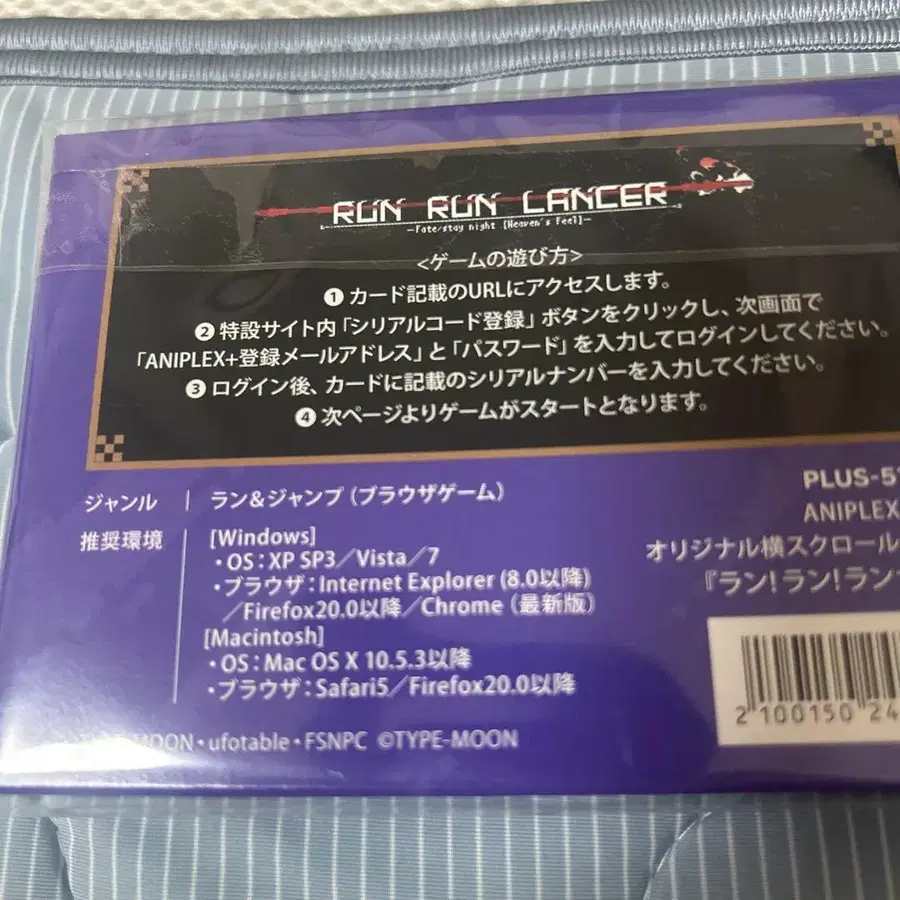 RUN RUN LANCER
—Fate/stay night [Heaven's Feel]—
<ゲームの遊び方>
❶ カード記載のURLにアクセスします。
❷ 特設サイト内「シリアルコード登録」ボタンをクリックし、次画面で
「ANIPLEX+登録メールアドレス」と「パスワード」を入力してログインしてください。
❸ ログイン後、カードに記載のシリアルナンバーを入力してください。
❹ 次ページよりゲームがスタートとなります。
ジャンル ラン&ジャンプ(ブラウザゲーム)
推奨環境 [Windows]
・OS:XP SP3/Vista/7
・ブラウザ:Internet Explorer (8.0以降)
/Firefox20.0以降/Chrome(最新版)
[Macintosh]
・OS:Mac OS X 10.5.3以降
・ブラウザ:Safari5/Firefox20.0以降
MOON・ufotable・FSNPC ©TYPE-MOON
PLUS-51
ANIPLEX
オリジナル横スクロール
『ラン!ラン!ラン
2 100150 24